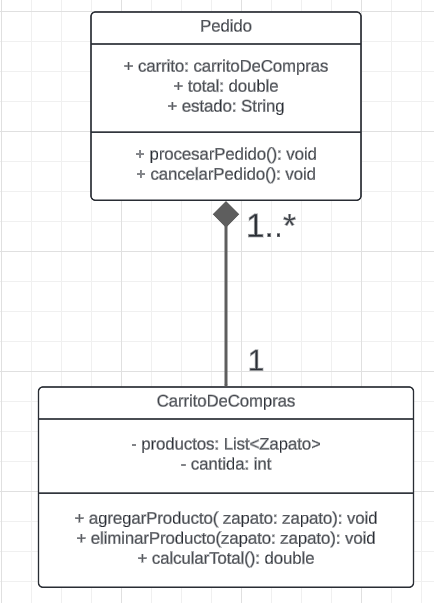 Pedido
+ carrito: carritoDeCompras
+ total: double
+ estado: String
+ procesarPedido(): void
+ cancelarPedido(): void
1..*
1
CarritoDeCompras
- productos: List<Zapato>
- cantida: int
+ agregarProducto( zapato: zapato): void
+ eliminarProducto(zapato: zapato): void
+ calcularTotal(): double